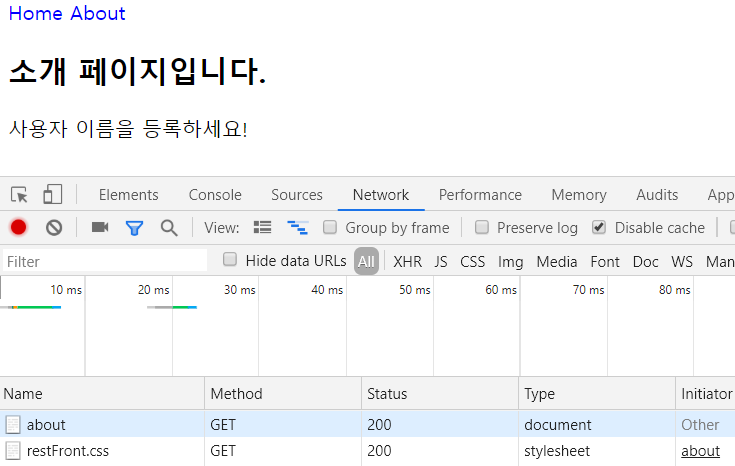 Home About
소개 페이지입니다.
사용자 이름을 등록하세요!
Elements Console Sources Network Performance Memory Audits App
View: Group by frame Preserve log Disable cache
Filter Hide data URLs All XHR JS CSS Img Media Font Doc WS Man
10 ms 20 ms 30 ms 40 ms 50 ms 60 ms 70 ms 80 ms
Name Method Status Type Initiator
about GET 200 document Other
restFront.css GET 200 stylesheet about